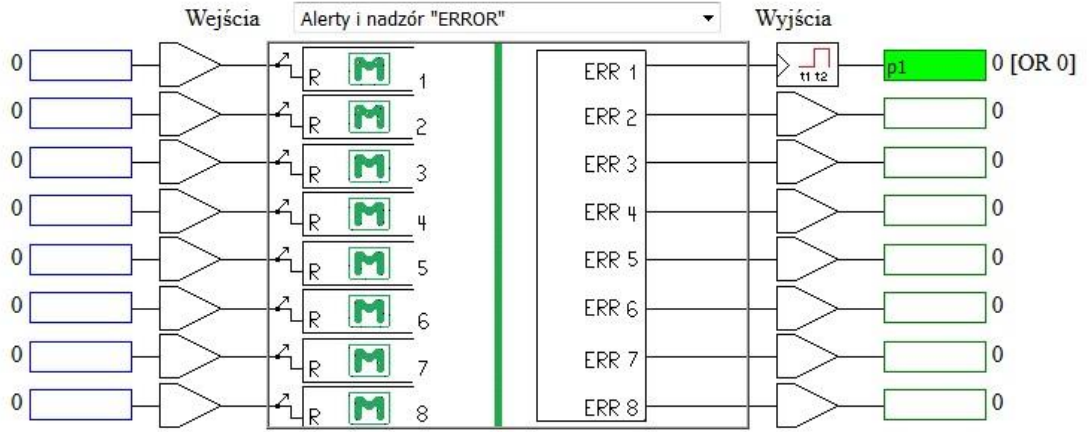 Wejścia Alerty i nadzór "ERROR" Wyjścia
0 R M 1 ERR 1 t1 t2 p1 0 [OR 0]
0 R M 2 ERR 2 0
0 R M 3 ERR 3 0
0 R M 4 ERR 4 0
0 R M 5 ERR 5 0
0 R M 6 ERR 6 0
0 R M 7 ERR 7 0
0 R M 8 ERR 8 0